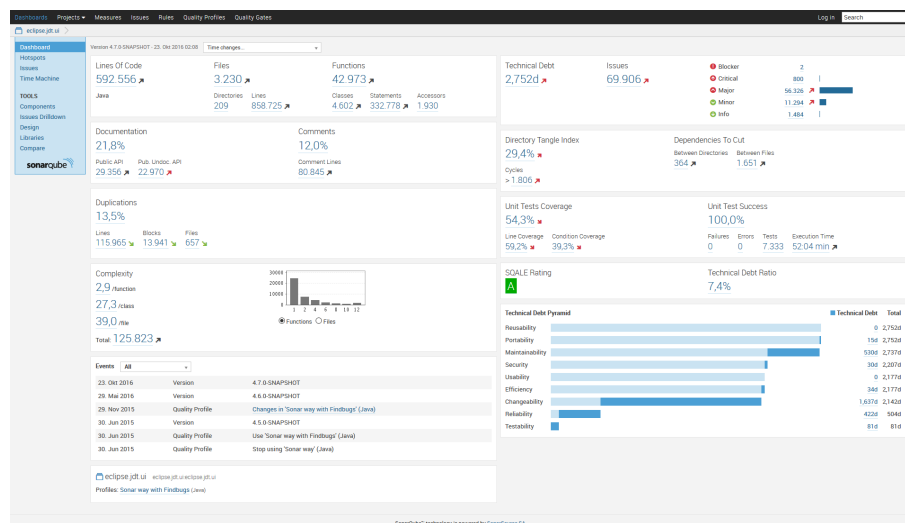 Dashboards Projects Measures Issues Rules Quality Profiles Quality Gates Log in Search
eclipse.jdt.ui
Dashboard
Hotspots
Issues
Time Machine
TOOLS
Components
Issues Drilldown
Design
Libraries
Compare
sonarqube
Version 4.7.0-SNAPSHOT - 23. Okt 2016 02:08 Time changes...
Lines Of Code Files Functions
592.556 3.230 42.973
Java Directories Lines Classes Statements Accessors
209 858.725 4.602 332.778 1.930
Documentation Comments
21,8% 12,0%
Public API Pub. Undoc. API Comment Lines
29.356 22.970 80.845
Duplications
13,5%
Lines Blocks Files
115.965 13.941 657
Complexity
2,9 /function
27,3 /class
39,0 /file
Total: 125.823
30000
20000
10000
0
1 2 4 6 8 10 12
Functions Files
Events All
23. Okt 2016 Version 4.7.0-SNAPSHOT
29. Mai 2016 Version 4.6.0-SNAPSHOT
29. Nov 2015 Quality Profile Changes in 'Sonar way with Findbugs' (Java)
30. Jun 2015 Version 4.5.0-SNAPSHOT
30. Jun 2015 Quality Profile Use 'Sonar way with Findbugs' (Java)
30. Jun 2015 Quality Profile Stop using 'Sonar way' (Java)
eclipse.jdt.ui eclipse.jdt.ui:eclipse.jdt.ui
Profiles: Sonar way with Findbugs (Java)
Technical Debt Issues
2,752d 69.906
Blocker 2
Critical 800
Major 56.326
Minor 11.294
Info 1.484
Directory Tangle Index Dependencies To Cut
29,4% Between Directories Between Files
Cycles 364 1.651
> 1.806
Unit Tests Coverage Unit Test Success
54,3% 100,0%
Line Coverage Condition Coverage Failures Errors Tests Execution Time
59,2% 39,3% 0 0 7.333 52:04 min
SQALE Rating Technical Debt Ratio
A 7,4%
Technical Debt Pyramid Technical Debt Total
Reusability 0 2,752d
Portability 15d 2,752d
Maintainability 530d 2,737d
Security 30d 2,207d
Usability 0 2,177d
Efficiency 34d 2,177d
Changeability 1,637d 2,142d
Reliability 422d 504d
Testability 81d 81d